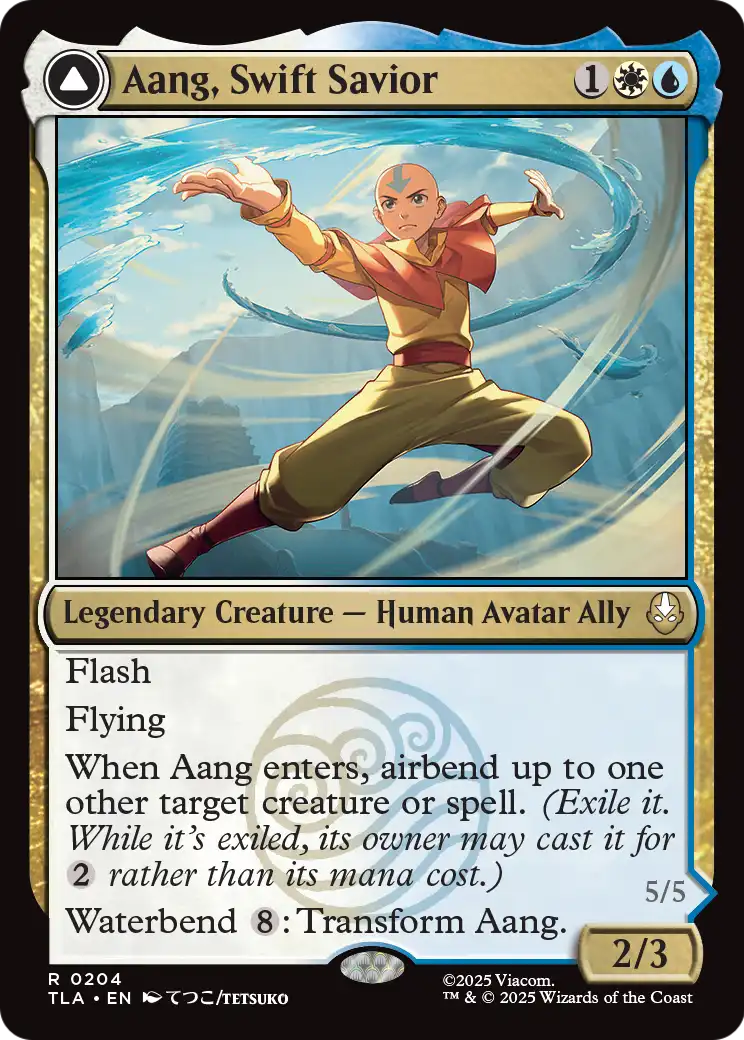 Aang, Swift Savior 1
Legendary Creature — Human Avatar Ally
Flash
Flying
When Aang enters, airbend up to one
other target creature or spell. (Exile it.
While it's exiled, its owner may cast it for
2 rather than its mana cost.)
5/5
Waterbend 8: Transform Aang.
2/3
R 0204
TLA • EN てつこ/TETSUKO
©2025 Viacom.
™ & © 2025 Wizards of the Coast